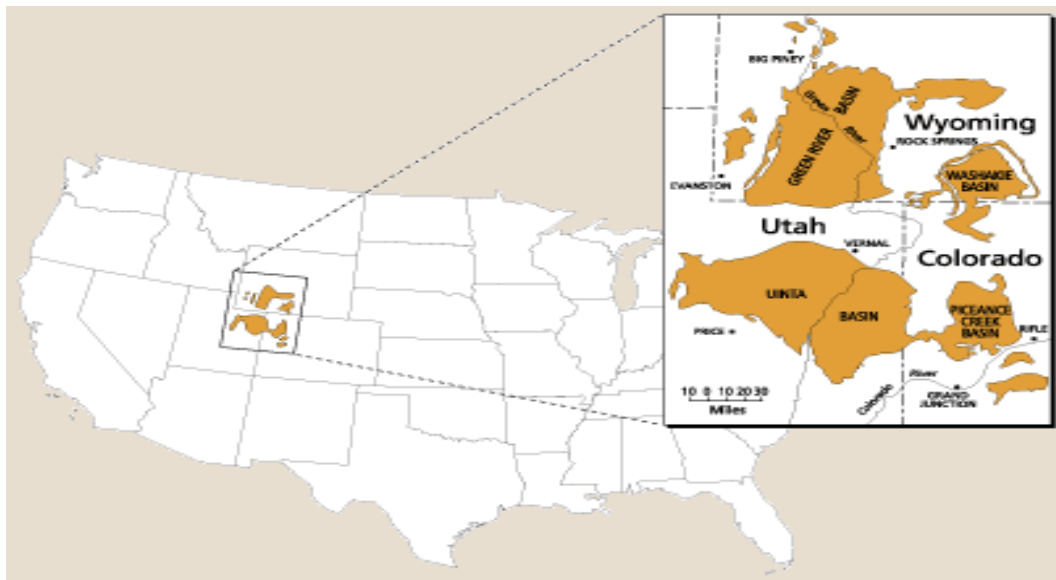 BIG PINEY
Green
River
BASIN
GREEN RIVER
Wyoming
ROCK SPRINGS
EVANSTON
WASHAKIE
BASIN
Utah
VERNAL
Colorado
UINTA
BASIN
PICEANCE
CREEK
BASIN
PRICE
RIFLE
River
Colorado
GRAND
JUNCTION
10 0 10 20 30
Miles